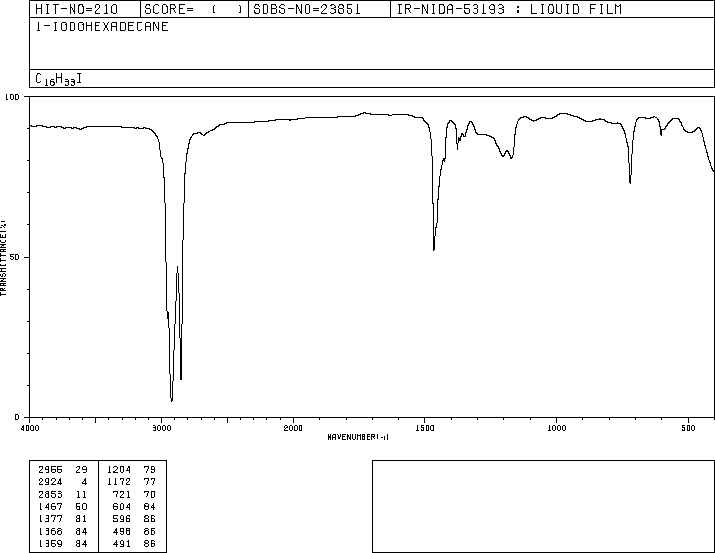 HIT-NO=210 SCORE= ( ) SDBS-NO=23851 IR-NIDA-53193 : LIQUID FILM
1-IODOHEXADECANE
C16H33I
100
50
0
TRANSMITTANCE(%)
4000 3000 2000 1500 1000 500
WAVENUMBER(-1)
2956 29 1204 79
2924 4 1172 77
2853 11 721 70
1467 50 604 84
1377 81 596 86
1368 84 498 86
1359 84 491 86